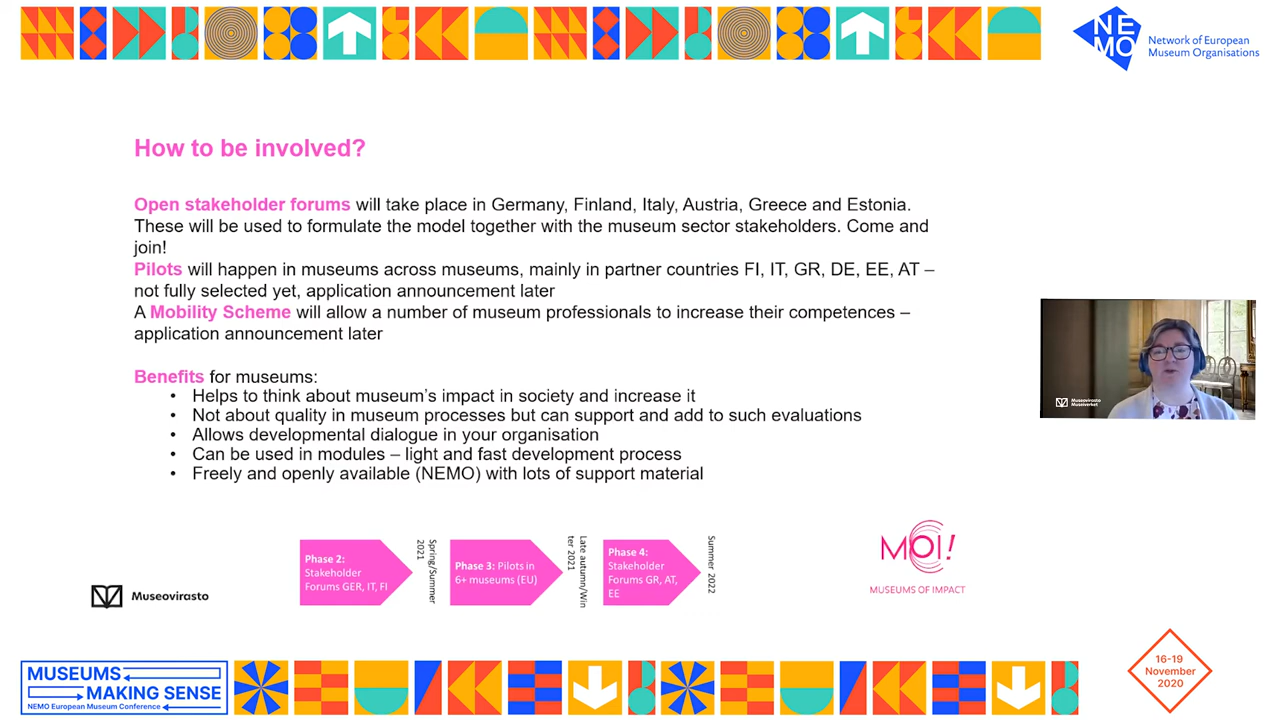 NE
MO
Network of European
Museum Organisations
How to be involved?
Open stakeholder forums will take place in Germany, Finland, Italy, Austria, Greece and Estonia.
These will be used to formulate the model together with the museum sector stakeholders. Come and
join!
Pilots will happen in museums across museums, mainly in partner countries FI, IT, GR, DE, EE, AT –
not fully selected yet, application announcement later
A Mobility Scheme will allow a number of museum professionals to increase their competences –
application announcement later
Benefits for museums:
• Helps to think about museum's impact in society and increase it
• Not about quality in museum processes but can support and add to such evaluations
• Allows developmental dialogue in your organisation
• Can be used in modules – light and fast development process
• Freely and openly available (NEMO) with lots of support material
Museovirasto
Museiverket
Phase 2:
Stakeholder
Forums GER, IT, FI
Spring/Summer
2021
Phase 3: Pilots in
6+ museums (EU)
Late autumn/Win
ter 2021
Phase 4:
Stakeholder
Forums GR, AT,
EE
Summer 2022
MOI!
MUSEUMS OF IMPACT
Museovirasto
MUSEUMS
MAKING SENSE
NEMO European Museum Conference
16-19
November
2020